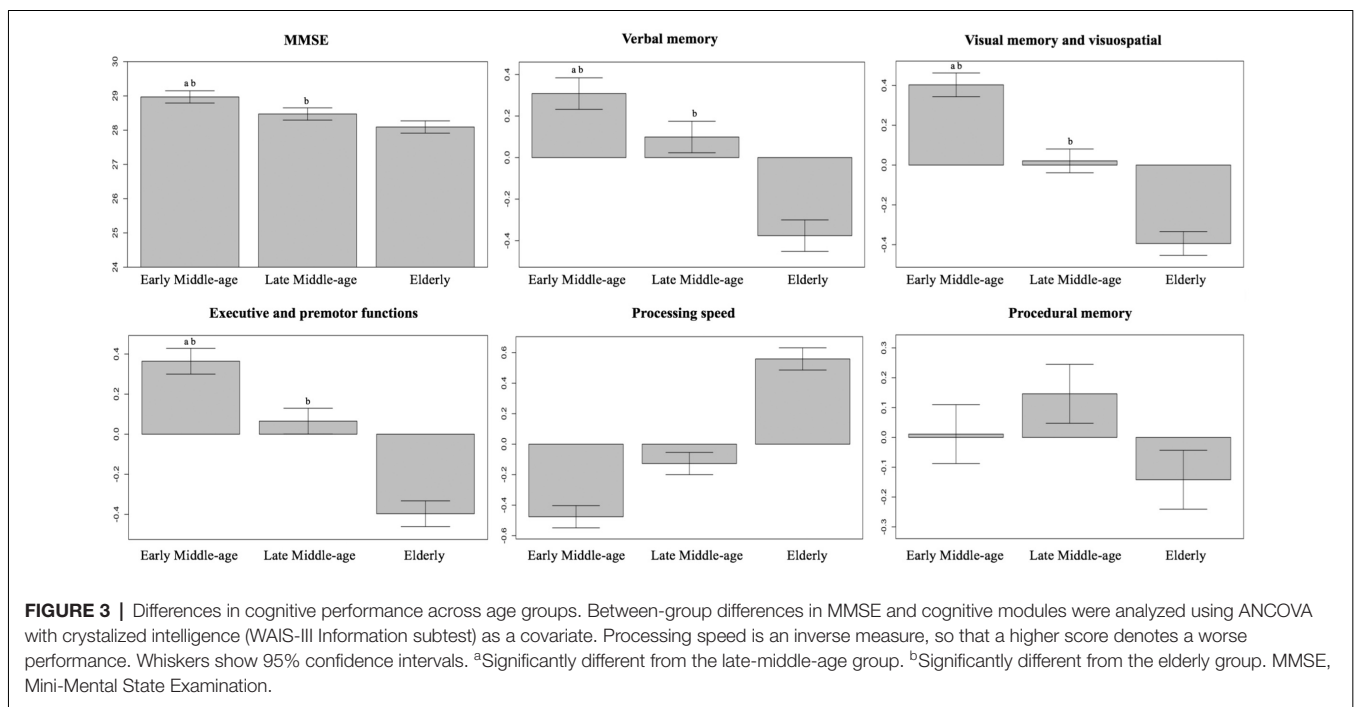 MMSE
30
29
28
27
26
25
24
a b
b
Early Middle-age Late Middle-age Elderly
Verbal memory
0.4
0.2
0.0
-0.2
-0.4
a b
b
Early Middle-age Late Middle-age Elderly
Visual memory and visuospatial
0.4
0.2
0.0
-0.2
-0.4
a b
b
Early Middle-age Late Middle-age Elderly
Executive and premotor functions
0.4
0.2
0.0
-0.2
-0.4
a b
b
Early Middle-age Late Middle-age Elderly
Processing speed
0.6
0.4
0.2
0.0
-0.2
-0.4
-0.6
Early Middle-age Late Middle-age Elderly
Procedural memory
0.3
0.2
0.1
0.0
-0.1
-0.2
-0.3
Early Middle-age Late Middle-age Elderly
FIGURE 3 | Differences in cognitive performance across age groups. Between-group differences in MMSE and cognitive modules were analyzed using ANCOVA
with crystalized intelligence (WAIS-III Information subtest) as a covariate. Processing speed is an inverse measure, so that a higher score denotes a worse
performance. Whiskers show 95% confidence intervals. ᵃSignificantly different from the late-middle-age group. ᵇSignificantly different from the elderly group. MMSE,
Mini-Mental State Examination.